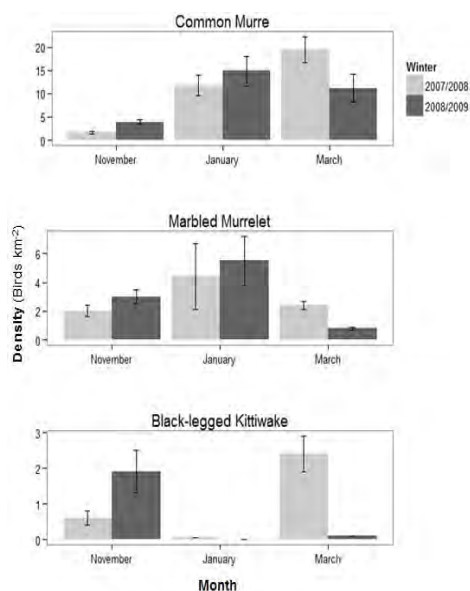 Common Murre
20
15
10
5
0
November January March
Winter
2007/2008
2008/2009
Marbled Murrelet
6
4
2
0
November January March
Density (Birds km-2)
Black-legged Kittiwake
3
2
1
0
November January March
Month